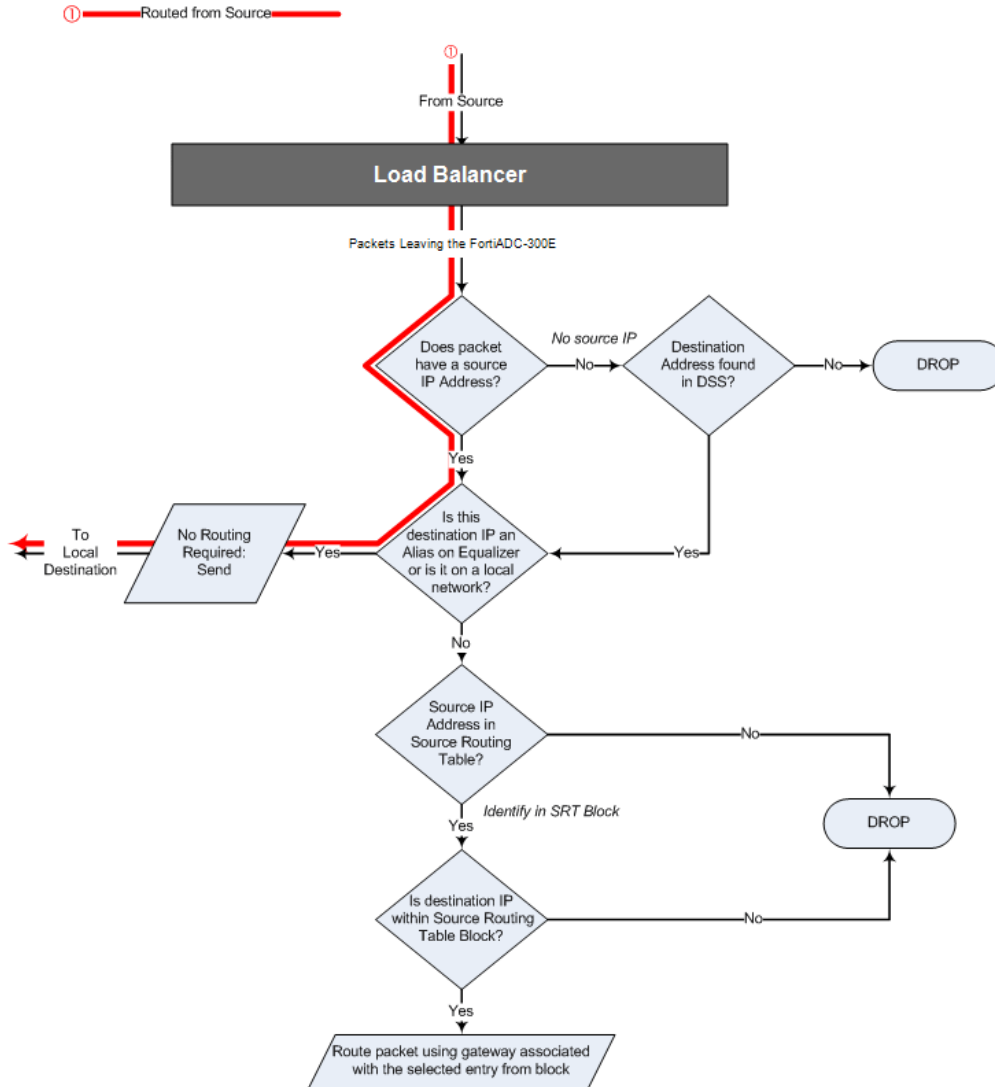 ① Routed from Source
①
From Source
Load Balancer
Packets Leaving the FortiADC-300E
Does packet
have a source
IP Address?
No source IP
No
Destination
Address found
in DSS?
No
DROP
Yes
Yes
Is this
destination IP an
Alias on Equalizer
or is it on a local
network?
Yes
No Routing
Required:
Send
To
Local
Destination
No
Source IP
Address in
Source Routing
Table?
No
Identify in SRT Block
Yes
DROP
Is destination IP
within Source Routing
Table Block?
No
Yes
Route packet using gateway associated
with the selected entry from block